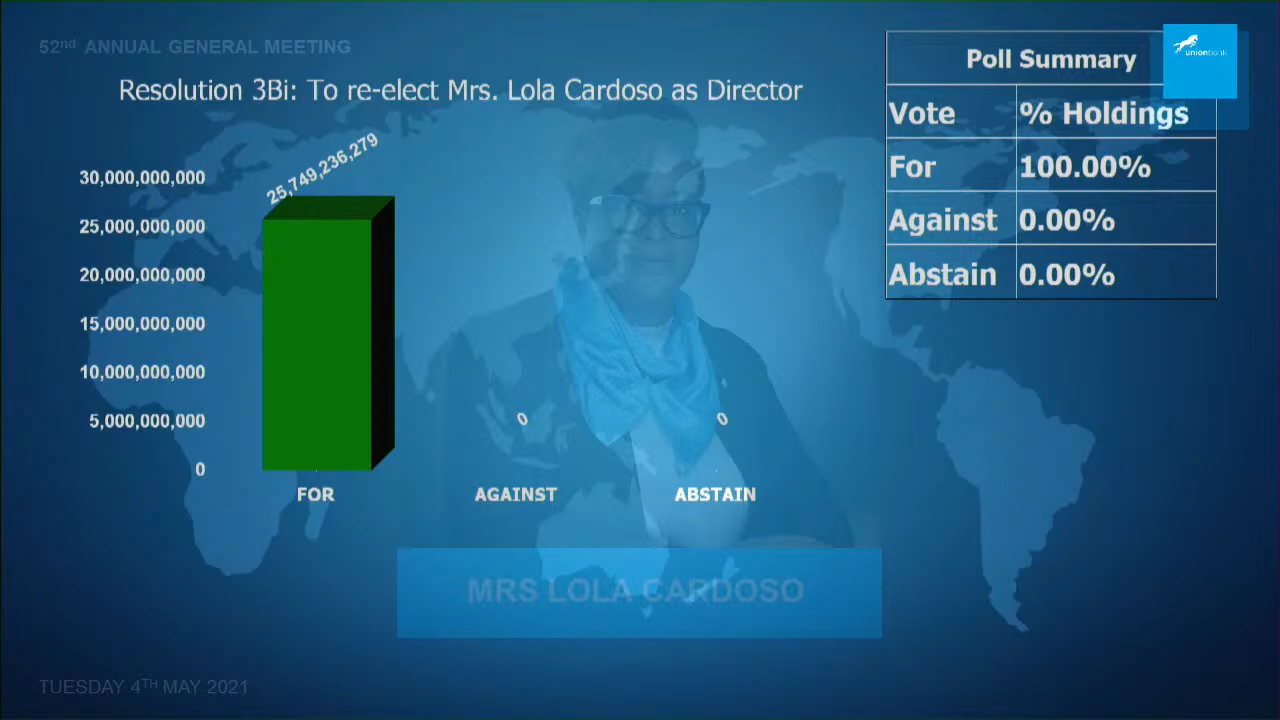 52nd ANNUAL GENERAL MEETING
Resolution 3Bi: To re-elect Mrs. Lola Cardoso as Director
25,749,236,279
30,000,000,000
25,000,000,000
20,000,000,000
15,000,000,000
10,000,000,000
5,000,000,000
0
0
0
FOR
AGAINST
ABSTAIN
Poll Summary
Vote % Holdings
For 100.00%
Against 0.00%
Abstain 0.00%
unionbank
MRS LOLA CARDOSO
TUESDAY 4TH MAY 2021